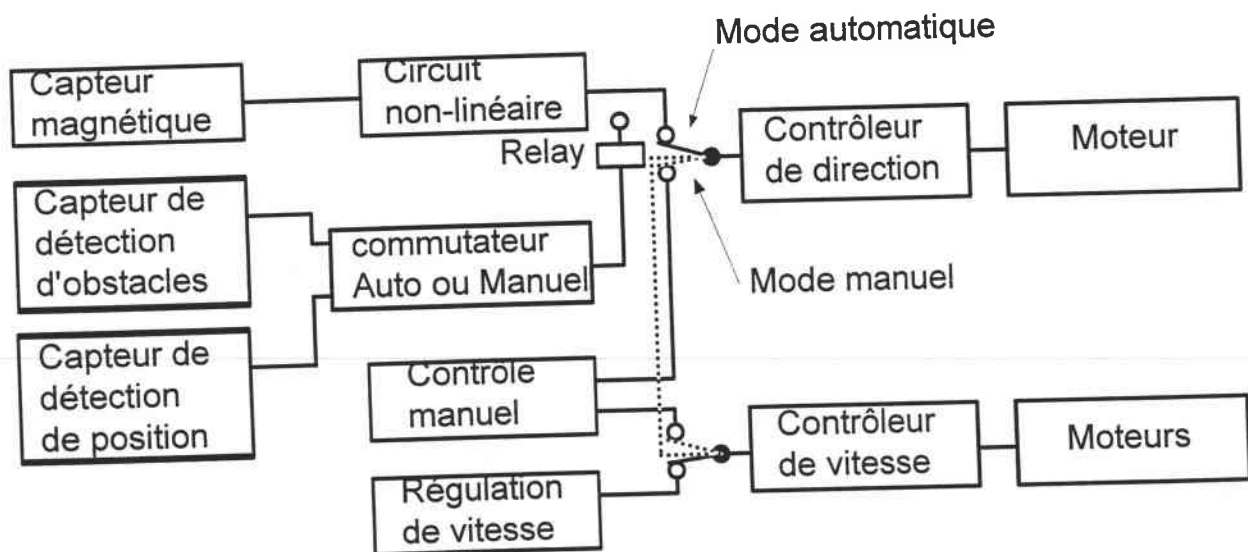 Mode automatique
Capteur
magnétique
Circuit
non-linéaire
Relay
Contrôleur
de direction
Moteur
Capteur de
détection
d'obstacles
commutateur
Auto ou Manuel
Mode manuel
Capteur de
détection
de position
Contrôle
manuel
Contrôleur
de vitesse
Moteurs
Régulation
de vitesse